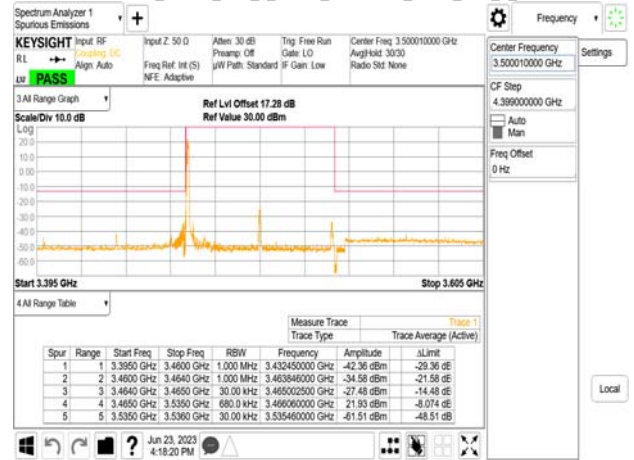 Spectrum Analyzer 1
Spurious Emissions
+
Frequency
KEYSIGHT Input: RF
Coupling: DC
Align: Auto
RL
LV PASS
Input Z: 50 Ω
Freq Ref: Int (S)
NFE: Adaptive
Atten: 30 dB
Preamp: Off
µW Path: Standard
Trig: Free Run
Gate: LO
IF Gain: Low
Center Freq: 3.500010000 GHz
Avg|Hold: 30/30
Radio Std: None
Center Frequency
3.500010000 GHz
Settings
CF Step
4.399000000 GHz
Auto
Man
Freq Offset
0 Hz
Local
3 All Range Graph
Scale/Div 10.0 dB
Ref Lvl Offset 17.28 dB
Ref Value 30.00 dBm
Log
20.0
10.0
0.00
-10.0
-20.0
-30.0
-40.0
-50.0
-60.0
Start 3.395 GHz
Stop 3.605 GHz
4 All Range Table
Measure Trace Trace 1
Trace Type Trace Average (Active)
Spur Range Start Freq Stop Freq RBW Frequency Amplitude ΔLimit
1 1 3.3950 GHz 3.4600 GHz 1.000 MHz 3.432450000 GHz -42.36 dBm -29.36 dB
2 2 3.4600 GHz 3.4640 GHz 1.000 MHz 3.463846000 GHz -34.58 dBm -21.58 dB
3 3 3.4640 GHz 3.4650 GHz 30.00 kHz 3.465002500 GHz -27.48 dBm -14.48 dB
4 4 3.4650 GHz 3.5350 GHz 680.0 kHz 3.466060000 GHz 21.93 dBm -8.074 dB
5 5 3.5350 GHz 3.5360 GHz 30.00 kHz 3.535460000 GHz -61.51 dBm -48.51 dB
?
Jun 23, 2023
4:18:20 PM